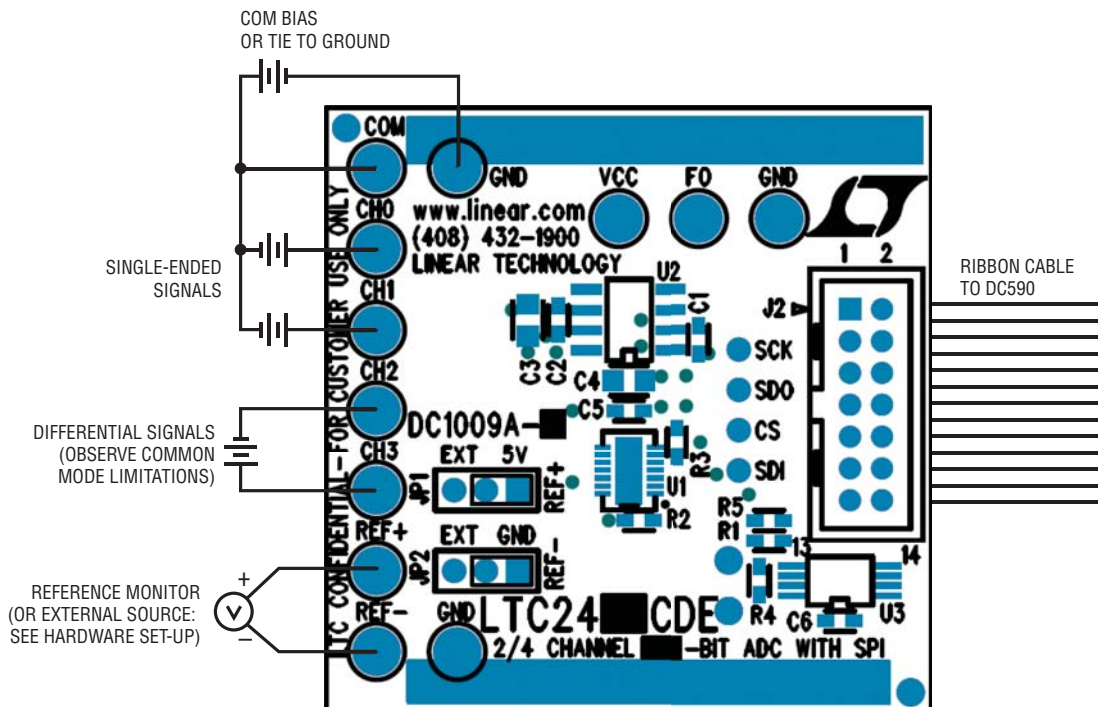 COM BIAS
OR TIE TO GROUND
COM
GND
VCC
FO
GND
CH0
www.linear.com
(408) 432-1900
LINEAR TECHNOLOGY
1 2
SINGLE-ENDED
SIGNALS
CH1
U2
C1
J2
RIBBON CABLE
TO DC590
SCK
C3
C2
C4
SDO
CH2
C5
DC1009A-
CS
DIFFERENTIAL SIGNALS
(OBSERVE COMMON
MODE LIMITATIONS)
CH3
EXT 5V
JP1
REF+
R3
SDI
U1
R2
R5
R1
REF+
EXT GND
JP2
REF-
13
14
REFERENCE MONITOR
(OR EXTERNAL SOURCE:
SEE HARDWARE SET-UP)
+
V
–
REF-
GND
LTC24 CDE
R4
C6
U3
2/4 CHANNEL -BIT ADC WITH SPI
LTC CONFIDENTIAL-FOR CUSTOMER USE ONLY